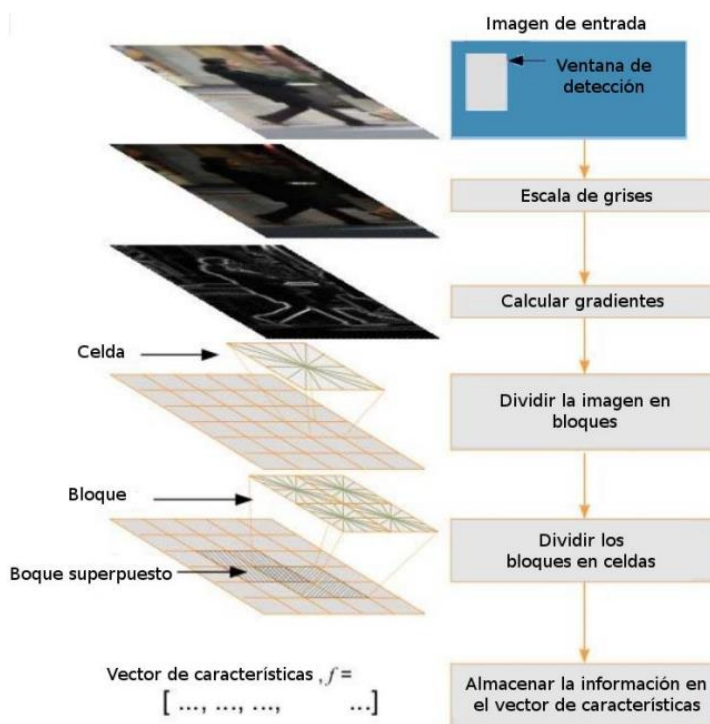 Imagen de entrada
Ventana de
detección
Escala de grises
Calcular gradientes
Celda
Dividir la imagen en
bloques
Bloque
Dividir los
bloques en celdas
Boque superpuesto
Vector de característífcas , f =
[ ..., ..., ..., ...]
Almacenar la información en
el vector de características